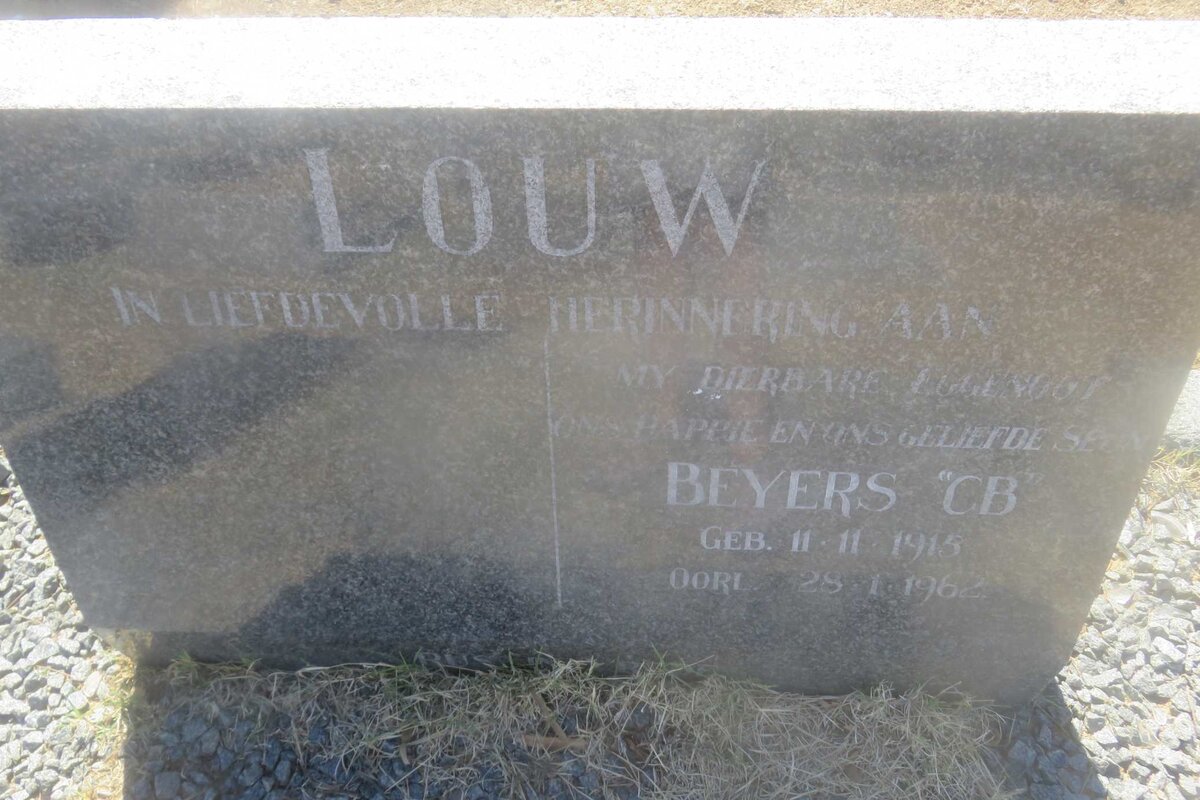 LOUW
IN LIEFDEVOLLE HERINNERING AAN
MY DIERBARE EGGENOOT
ONS PAPPIE EN ONS GELIEFDE SEUN
BEYERS "CB"
GEB. 11·11·1915
OORL. 28·1·1962